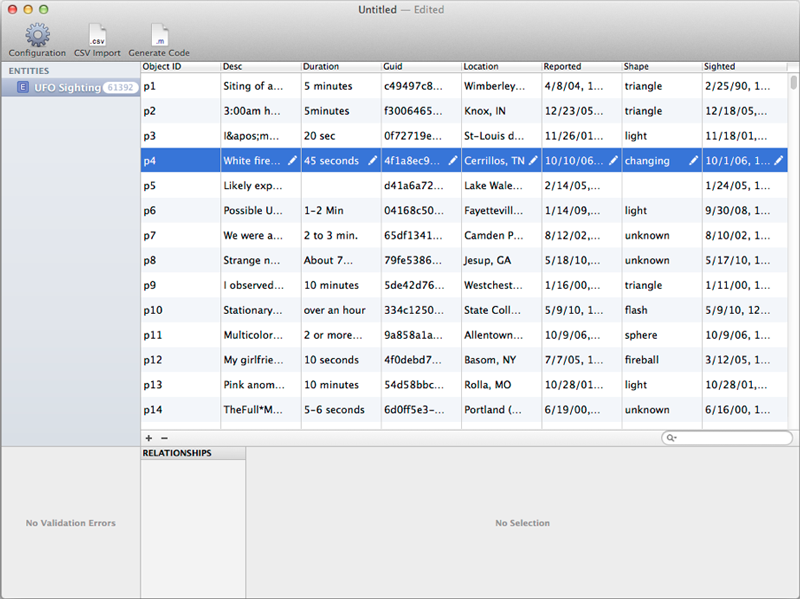 Untitled — Edited
Configuration CSV Import Generate Code
ENTITIES
E UFO Sighting 61392
Object ID Desc Duration Guid Location Reported Shape Sighted
p1 Siting of a... 5 minutes c49497c8... Wimberley... 4/8/04, 1... triangle 2/25/90, 1...
p2 3:00am h... 5minutes f3006465... Knox, IN 12/23/05... triangle 12/18/05,...
p3 I&apos;m... 20 sec 0f72719e... St-Louis d... 11/26/01... light 11/18/01,...
p4 White fire... 45 seconds 4f1a8ec9... Cerrillos, TN 10/10/06... changing 10/1/06, 1...
p5 Likely exp... d41a6a72... Lake Wale... 2/14/05,... 1/24/05, 1...
p6 Possible U... 1-2 Min 04168c50... Fayettevill... 1/14/09,... light 9/30/08, 1...
p7 We were a... 2 to 3 min. 65df1341... Camden P... 8/12/02,... unknown 8/10/02, 1...
p8 Strange n... About 7... 79fe5386... Jesup, GA 5/18/10,... unknown 5/17/10, 1...
p9 I observed... 10 minutes 5de42d76... Westchest... 1/16/00,... triangle 1/11/00, 1...
p10 Stationary... over an hour 334c1250... State Coll... 5/9/10, 1... flash 5/9/10, 12...
p11 Multicolor... 2 or more... 9a858a1a... Allentown... 10/9/06,... sphere 10/9/06, 1...
p12 My girlfrie... 10 seconds 4f0debd7... Basom, NY 7/7/05, 1... fireball 3/12/05, 1...
p13 Pink anom... 10 minutes 54d58bbc... Rolla, MO 10/28/01... light 10/28/01,...
p14 TheFull*M... 5-6 seconds 6d0ff5e3-... Portland (... 6/19/00,... unknown 6/16/00, 1...
RELATIONSHIPS
No Validation Errors
No Selection